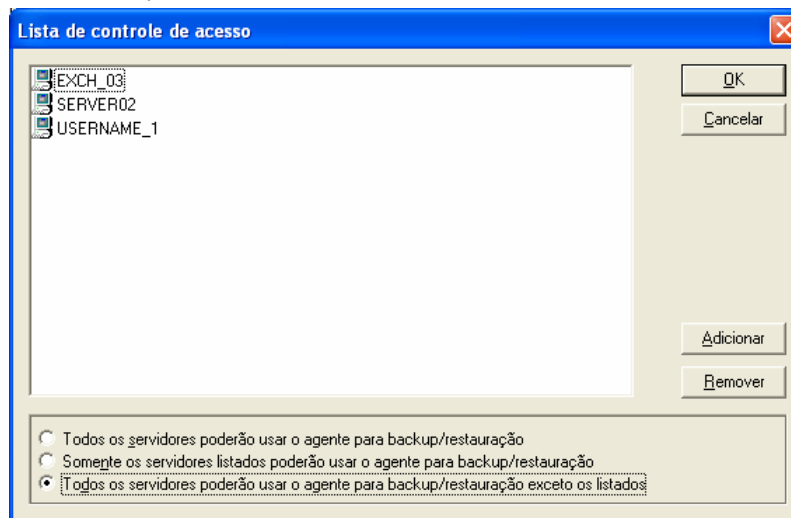 Lista de controle de acesso
EXCH_03
SERVER02
USERNAME_1
OK
Cancelar
Adicionar
Remover
Todos os servidores poderão usar o agente para backup/restauração
Somente os servidores listados poderão usar o agente para backup/restauração
Todos os servidores poderão usar o agente para backup/restauração exceto os listados